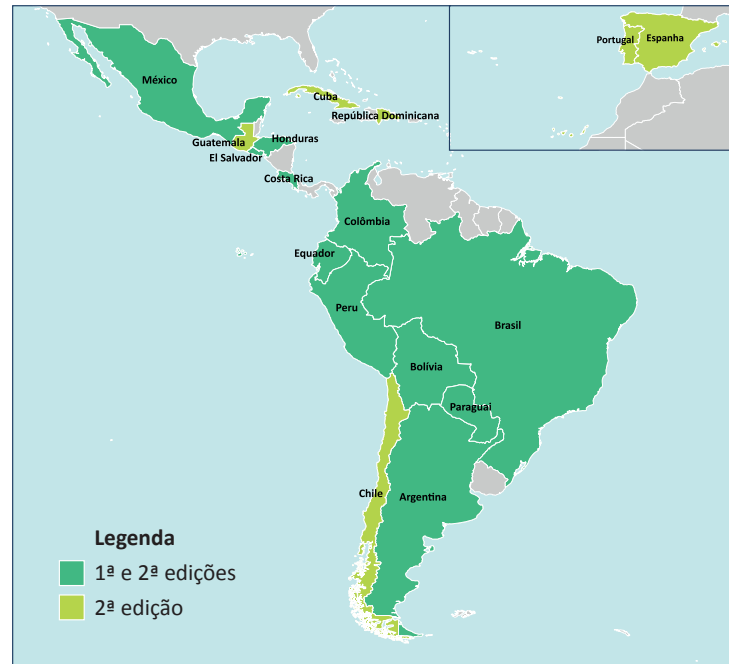 Portugal
Espanha
México
Cuba
República Dominicana
Guatemala
Honduras
El Salvador
Costa Rica
Colômbia
Equador
Peru
Brasil
Bolívia
Paraguai
Chile
Argentina
Legenda
1ª e 2ª edições
2ª edição